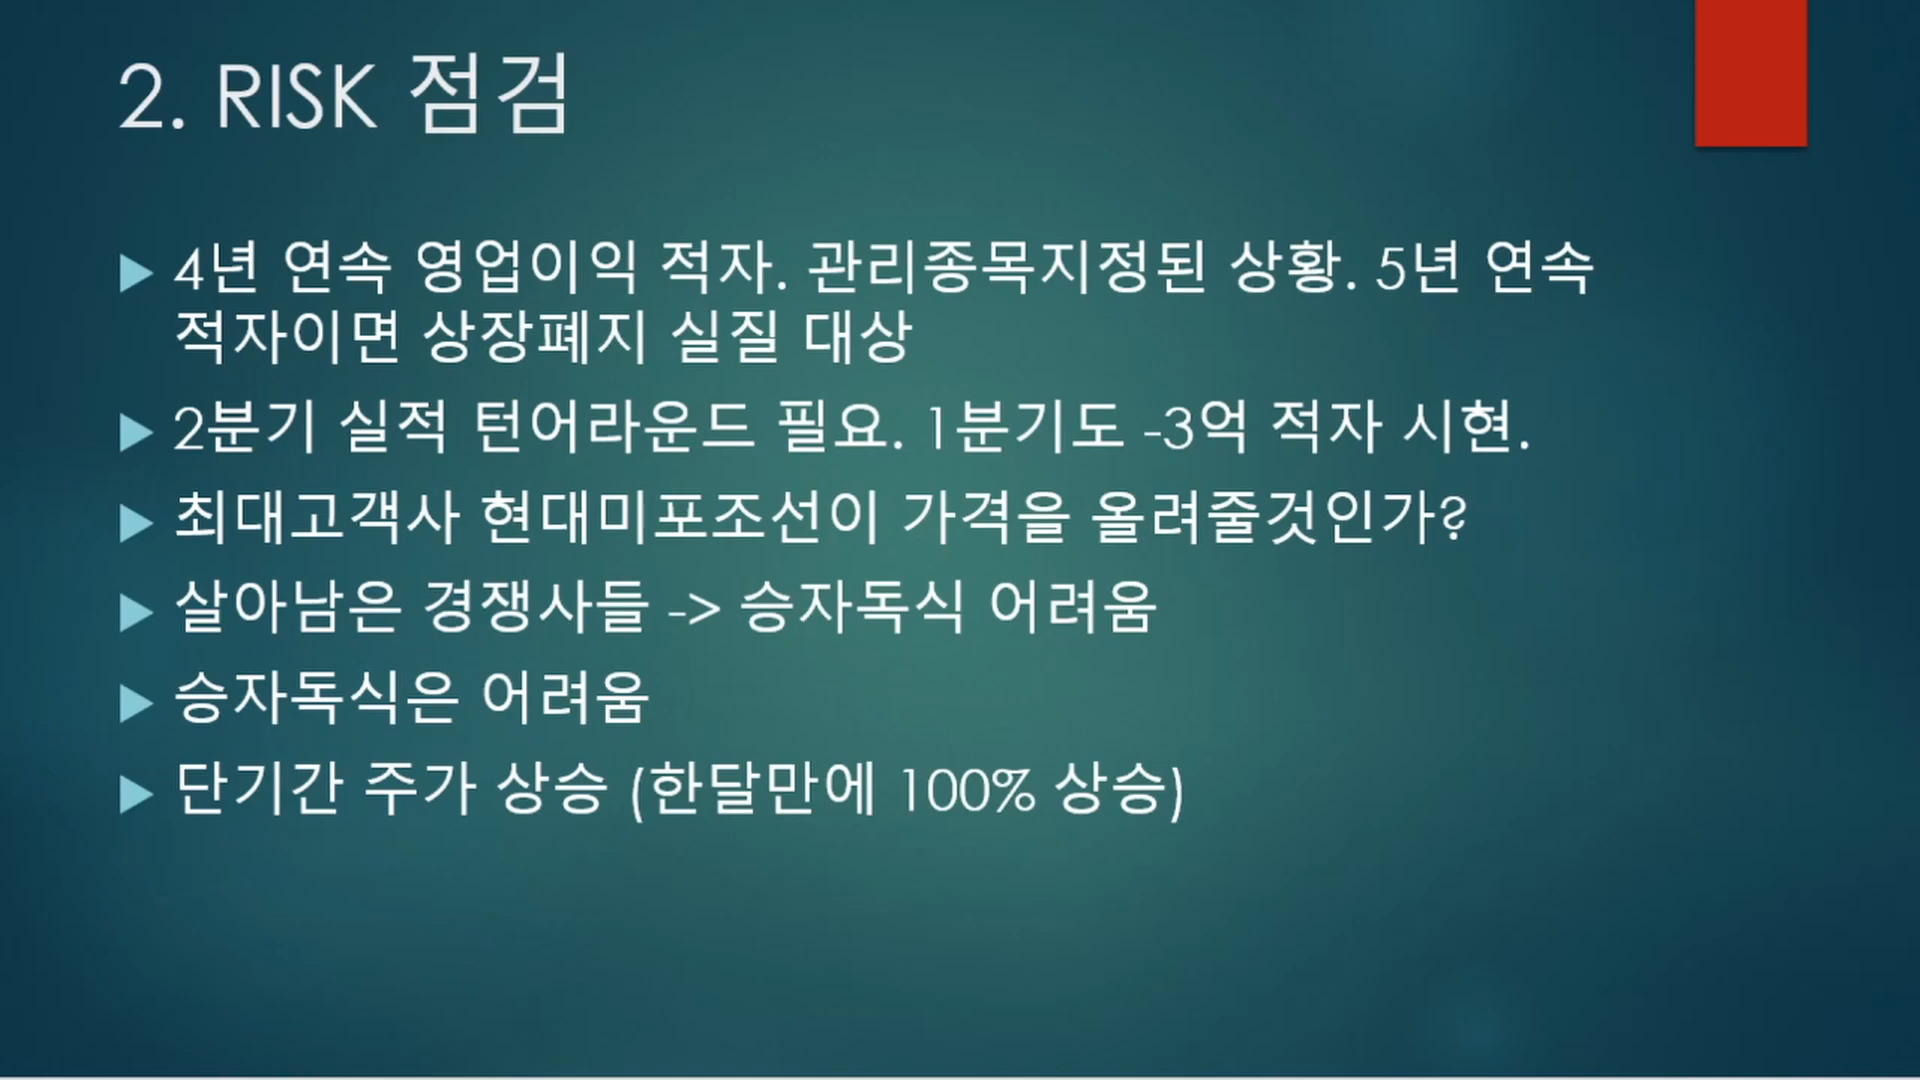 2. RISK 점검
4년 연속 영업이익 적자. 관리종목지정된 상황. 5년 연속
적자이면 상장폐지 실질 대상
2분기 실적 턴어라운드 필요. 1분기도 -3억 적자 시현.
최대고객사 현대미포조선이 가격을 올려줄것인가?
살아남은 경쟁사들 -> 승자독식 어려움
승자독식은 어려움
단기간 주가 상승 (한달만에 100% 상승)